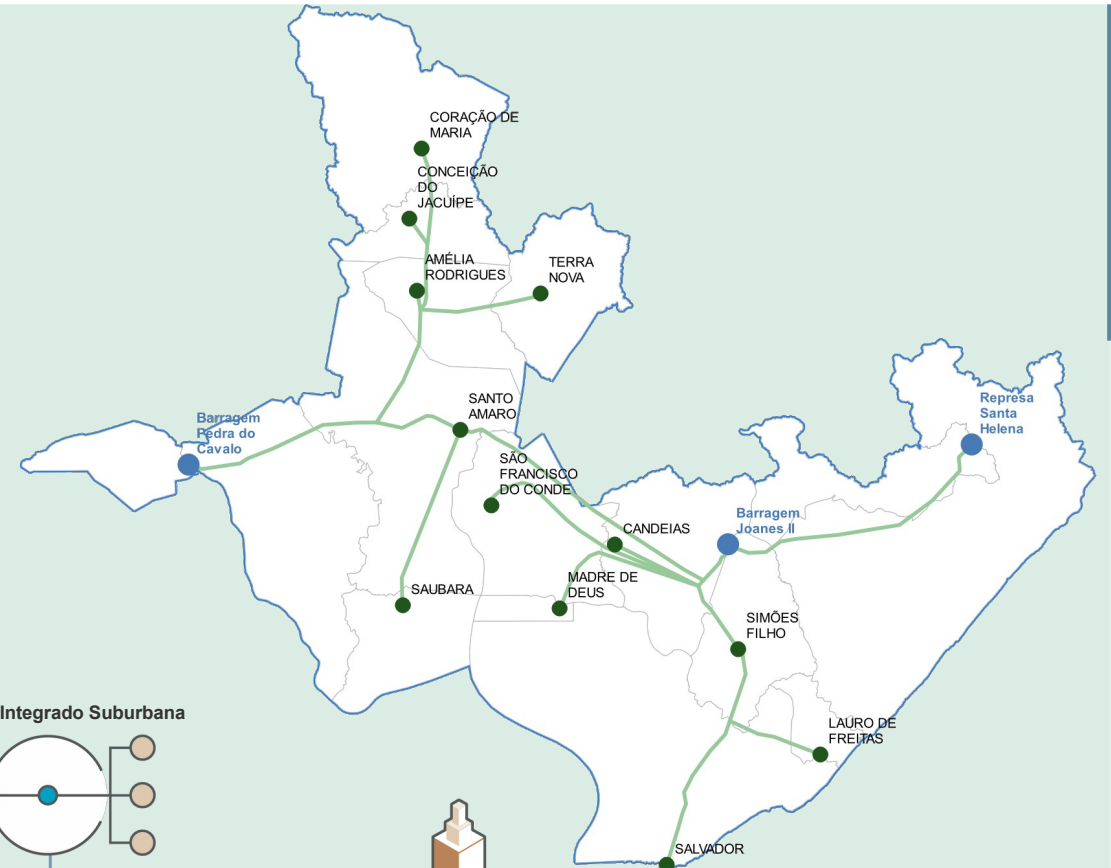 CORAÇÃO DE
MARIA
CONCEIÇÃO
DO
JACUÍPE
AMÉLIA
RODRIGUES
TERRA
NOVA
SANTO
AMARO
Barragem
Pedra do
Cavalo
Represa
Santa
Helena
SÃO
FRANCISCO
DO CONDE
Barragem
Joanes II
CANDEIAS
SAUBARA
MADRE DE
DEUS
SIMÕES
FILHO
Integrado Suburbana
LAURO DE
FREITAS
SALVADOR